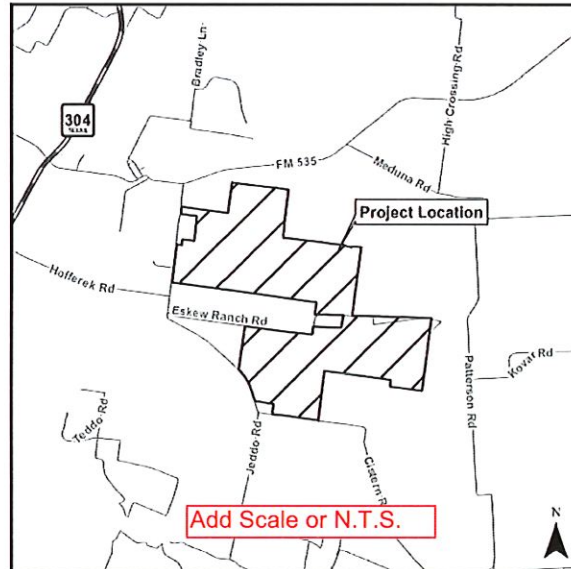 Bradley Ln
High Crossing Rd
304
TEXAS
FM 535
Meduna Rd
Project Location
Hofferek Rd
Eskew Ranch Rd
Kovar Rd
Patterson Rd
Teddo Rd
Jeddo Rd
Cistern R
Add Scale or N.T.S.
N